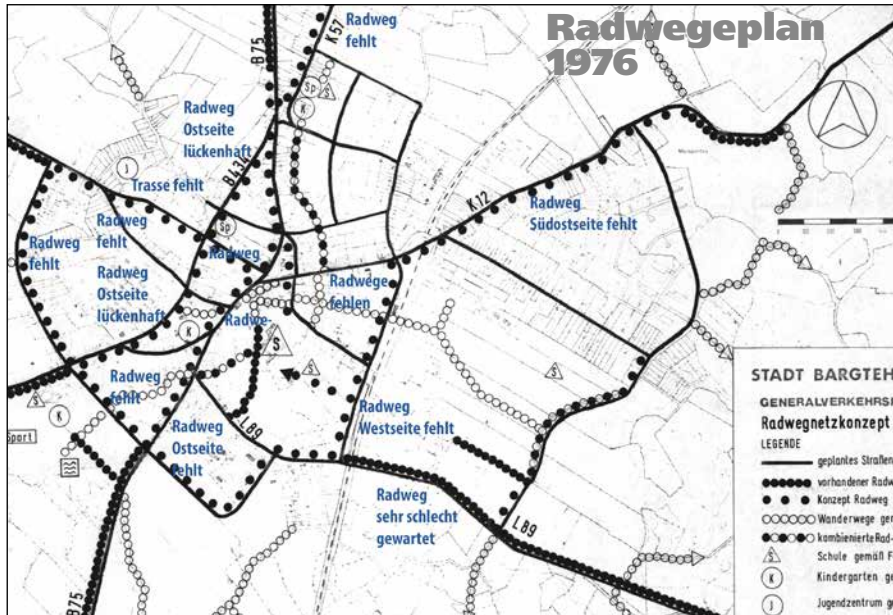 Radwegeplan
1976
B75
K57
Radweg
fehlt
Sp
S
K
Radweg
Ostseite
lückenhaft
J
Trasse fehlt
B434
K12
Radweg
Südostseite fehlt
Radweg
fehlt
Radweg
fehlt
Sp
Radweg
Radweg
Ostseite
lückenhaft
Radwege
fehlen
K
Radwe-
S
S
S
Radweg
fehlt
S
K
Sport
Radweg
Ostseite
fehlt
L89
Radweg
Westseite fehlt
Radweg
sehr schlecht
gewartet
L89
B75
STADT BARGTEH
GENERALVERKEHRS
Radwegnetzkonzept
LEGENDE
geplantes Straßen
vorhandener Radw
Konzept Radweg
Wanderwege ge
kombinierte Rad-
S Schule gemäß F
K Kindergarten ge
J Jugendzentrum g